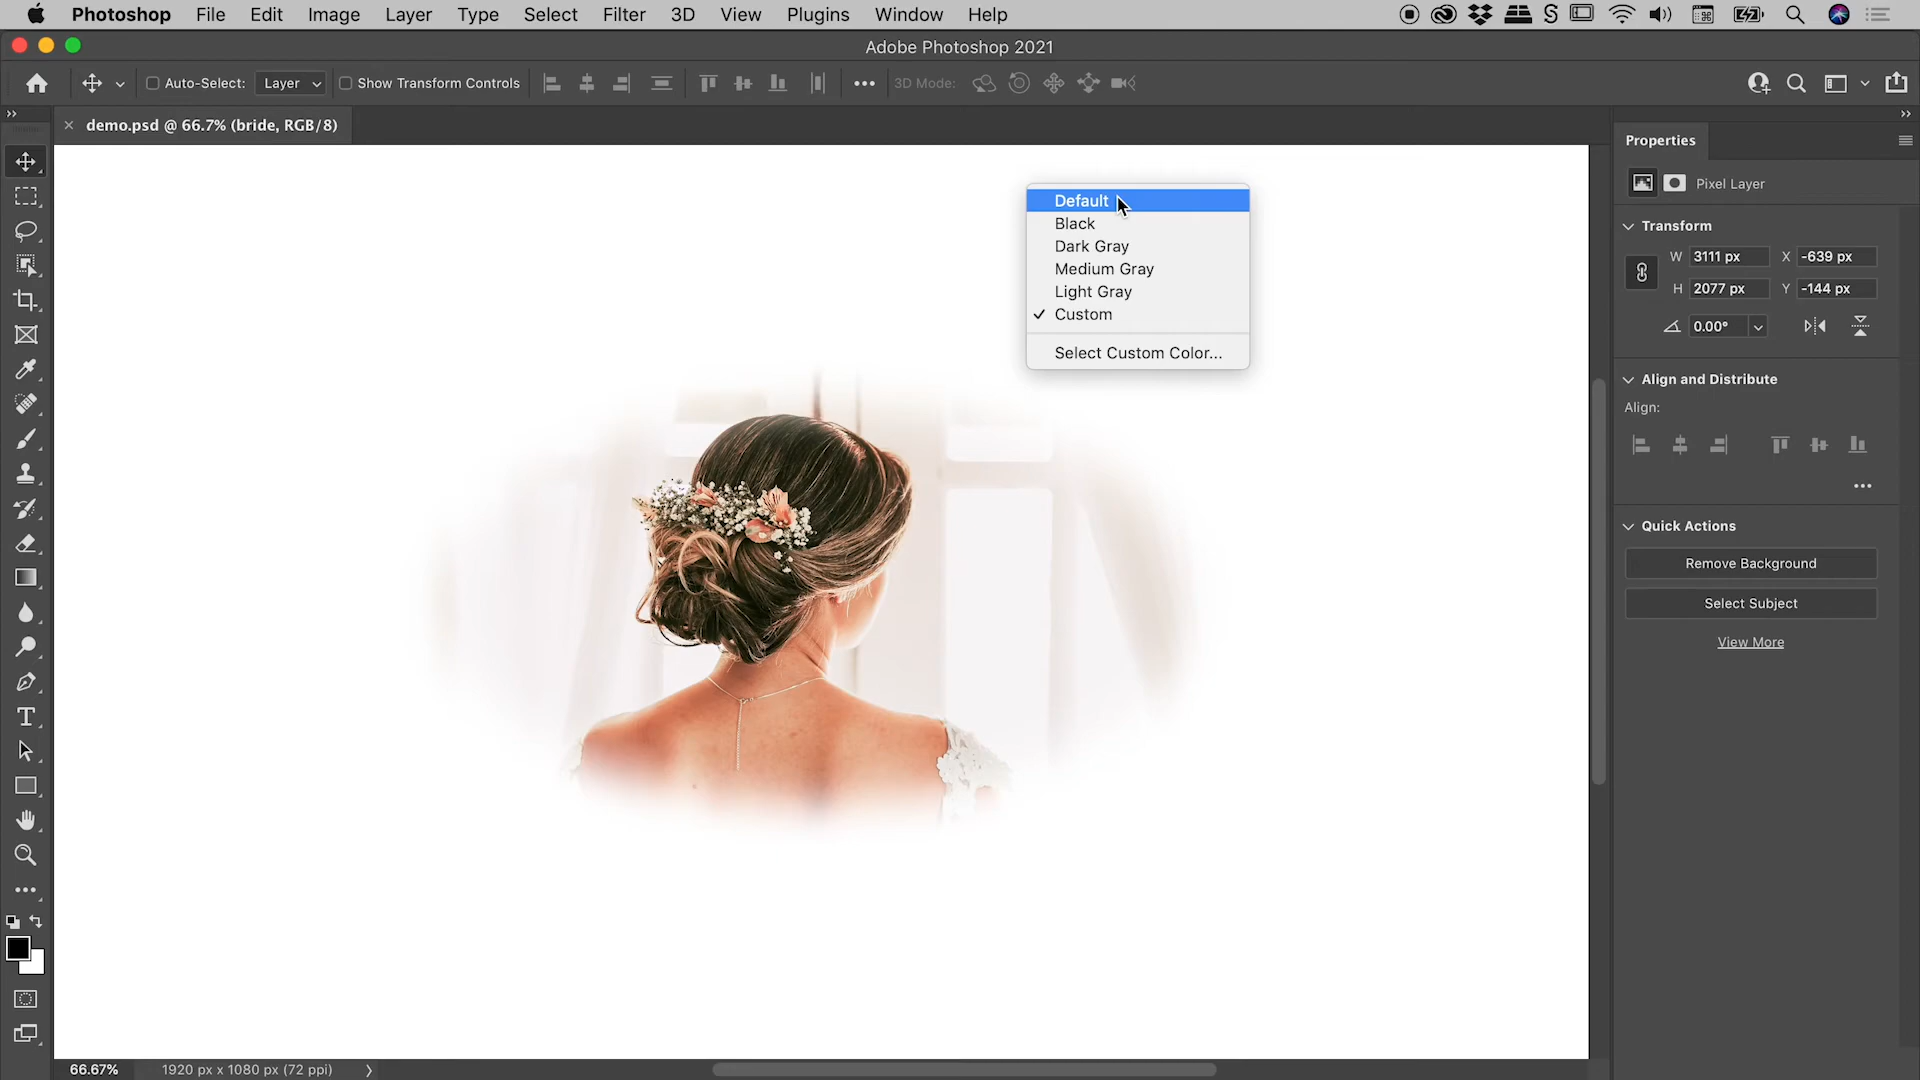 Photoshop File Edit Image Layer Type Select Filter 3D View Plugins Window Help
Adobe Photoshop 2021
Auto-Select: Layer Show Transform Controls 3D Mode:
demo.psd @ 66.7% (bride, RGB/8)
Default
Black
Dark Gray
Medium Gray
Light Gray
Custom
Select Custom Color...
Properties
Pixel Layer
Transform
W 3111 px X -639 px
H 2077 px Y -144 px
0.00°
Align and Distribute
Align:
Quick Actions
Remove Background
Select Subject
View More
66.67% 1920 px x 1080 px (72 ppi)